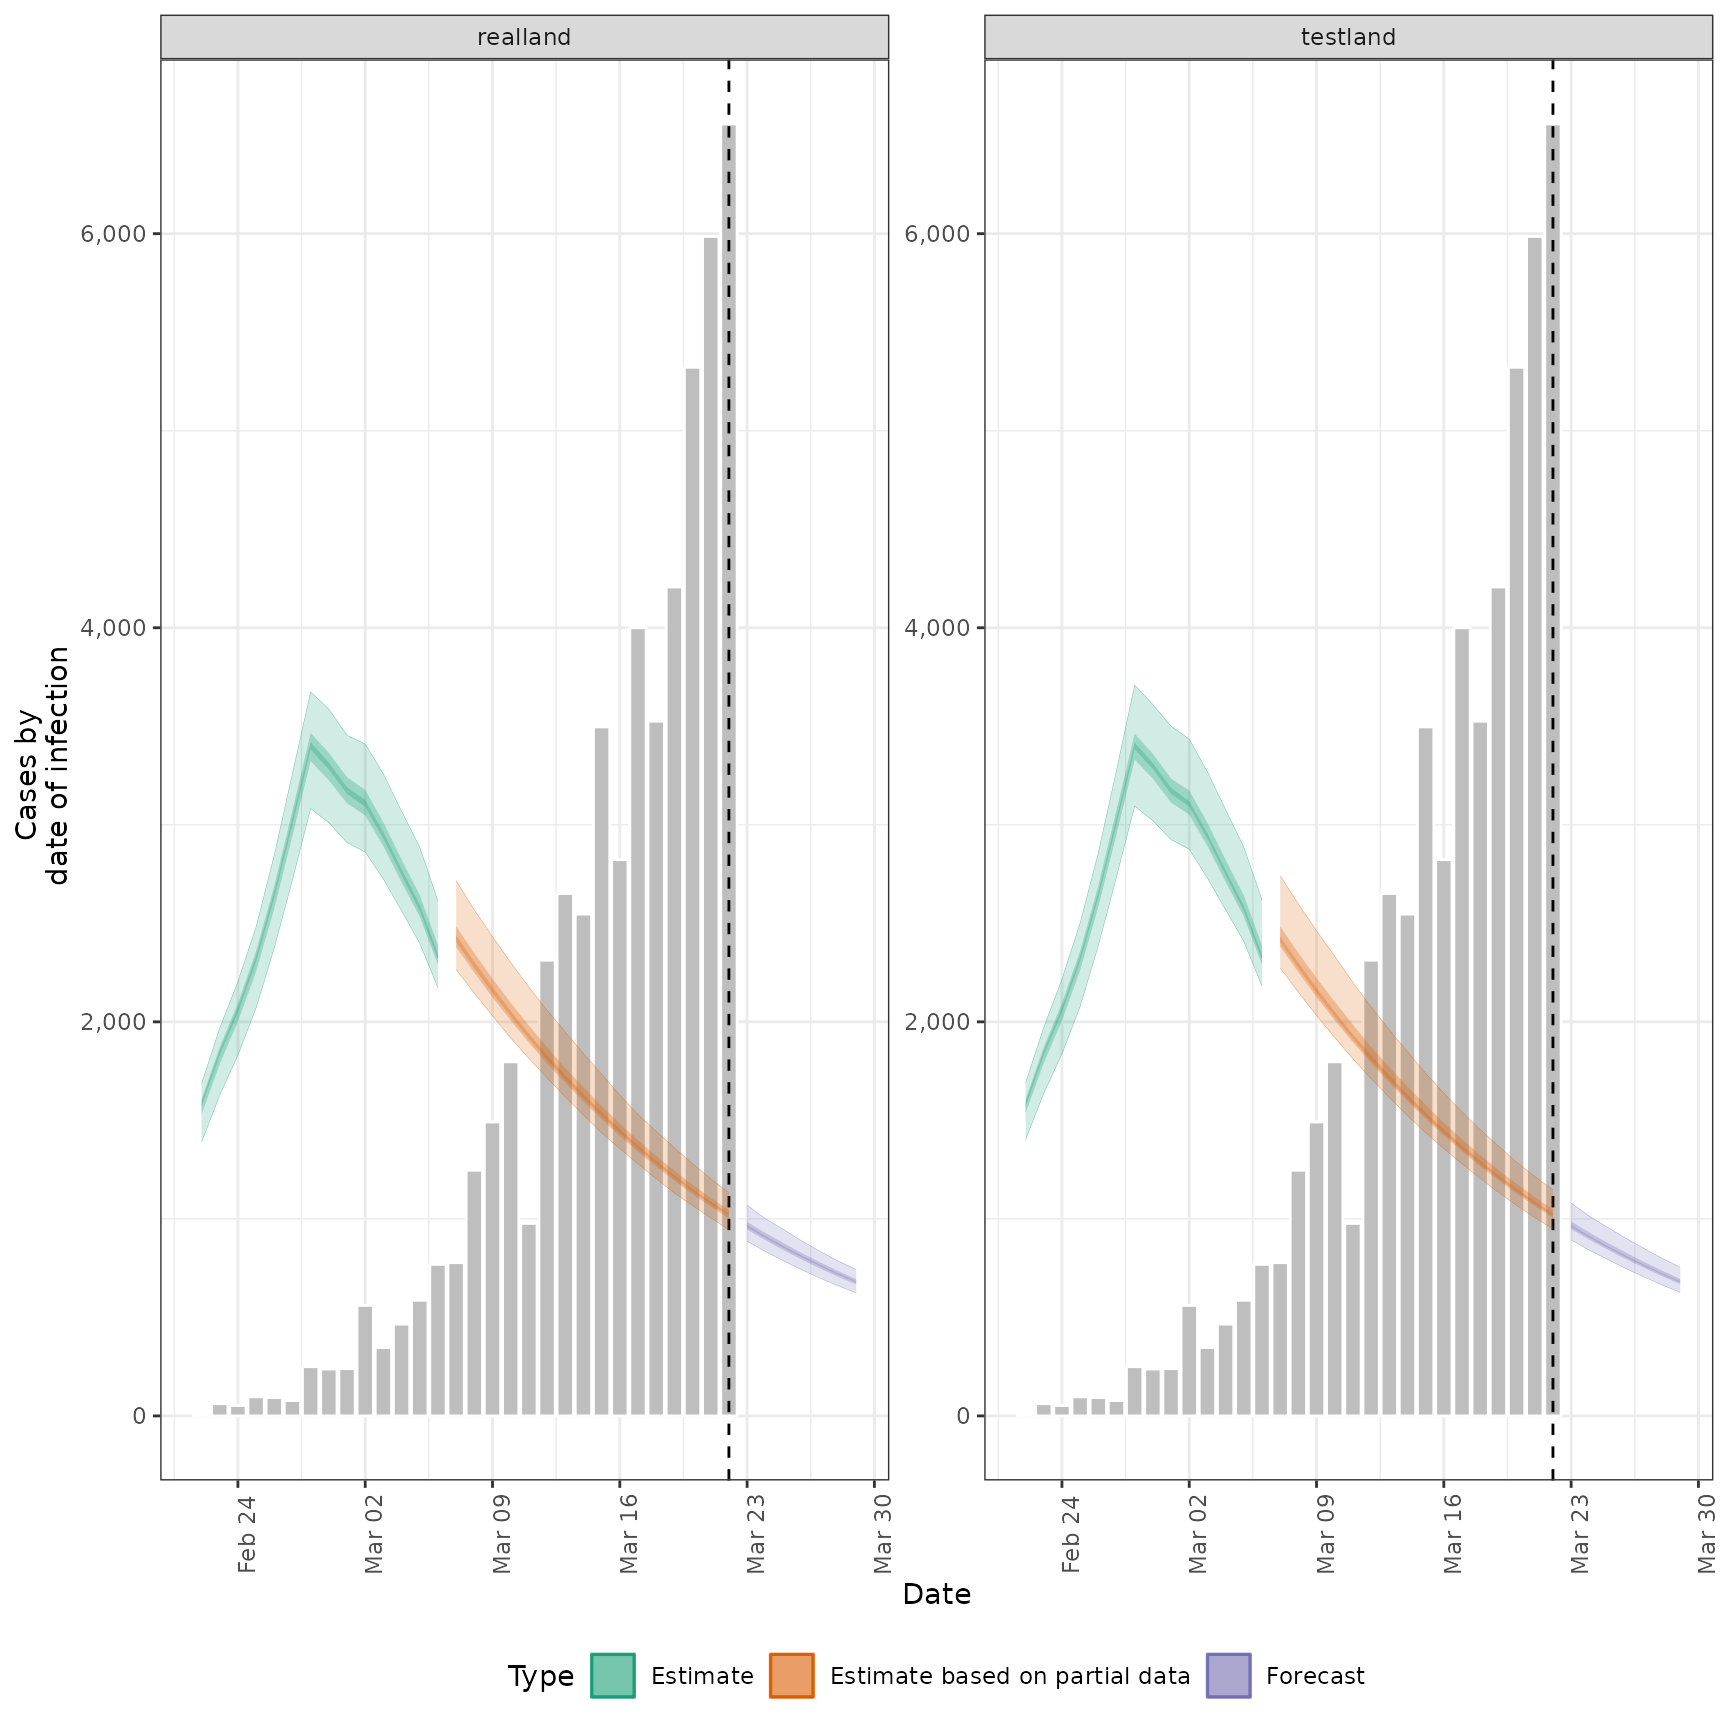 realland
testland
Cases by
date of infection
6,000
4,000
2,000
0
6,000
4,000
2,000
0
Feb 24
Mar 02
Mar 09
Mar 16
Mar 23
Mar 30
Feb 24
Mar 02
Mar 09
Mar 16
Mar 23
Mar 30
Date
Type Estimate Estimate based on partial data Forecast